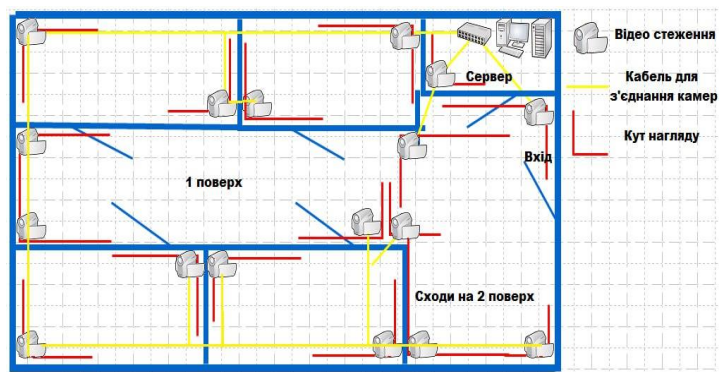 Відео стеження
Сервер
Кабель для
з'єднання камер
Кут нагляду
Вхід
1 поверх
Сходи на 2 поверх